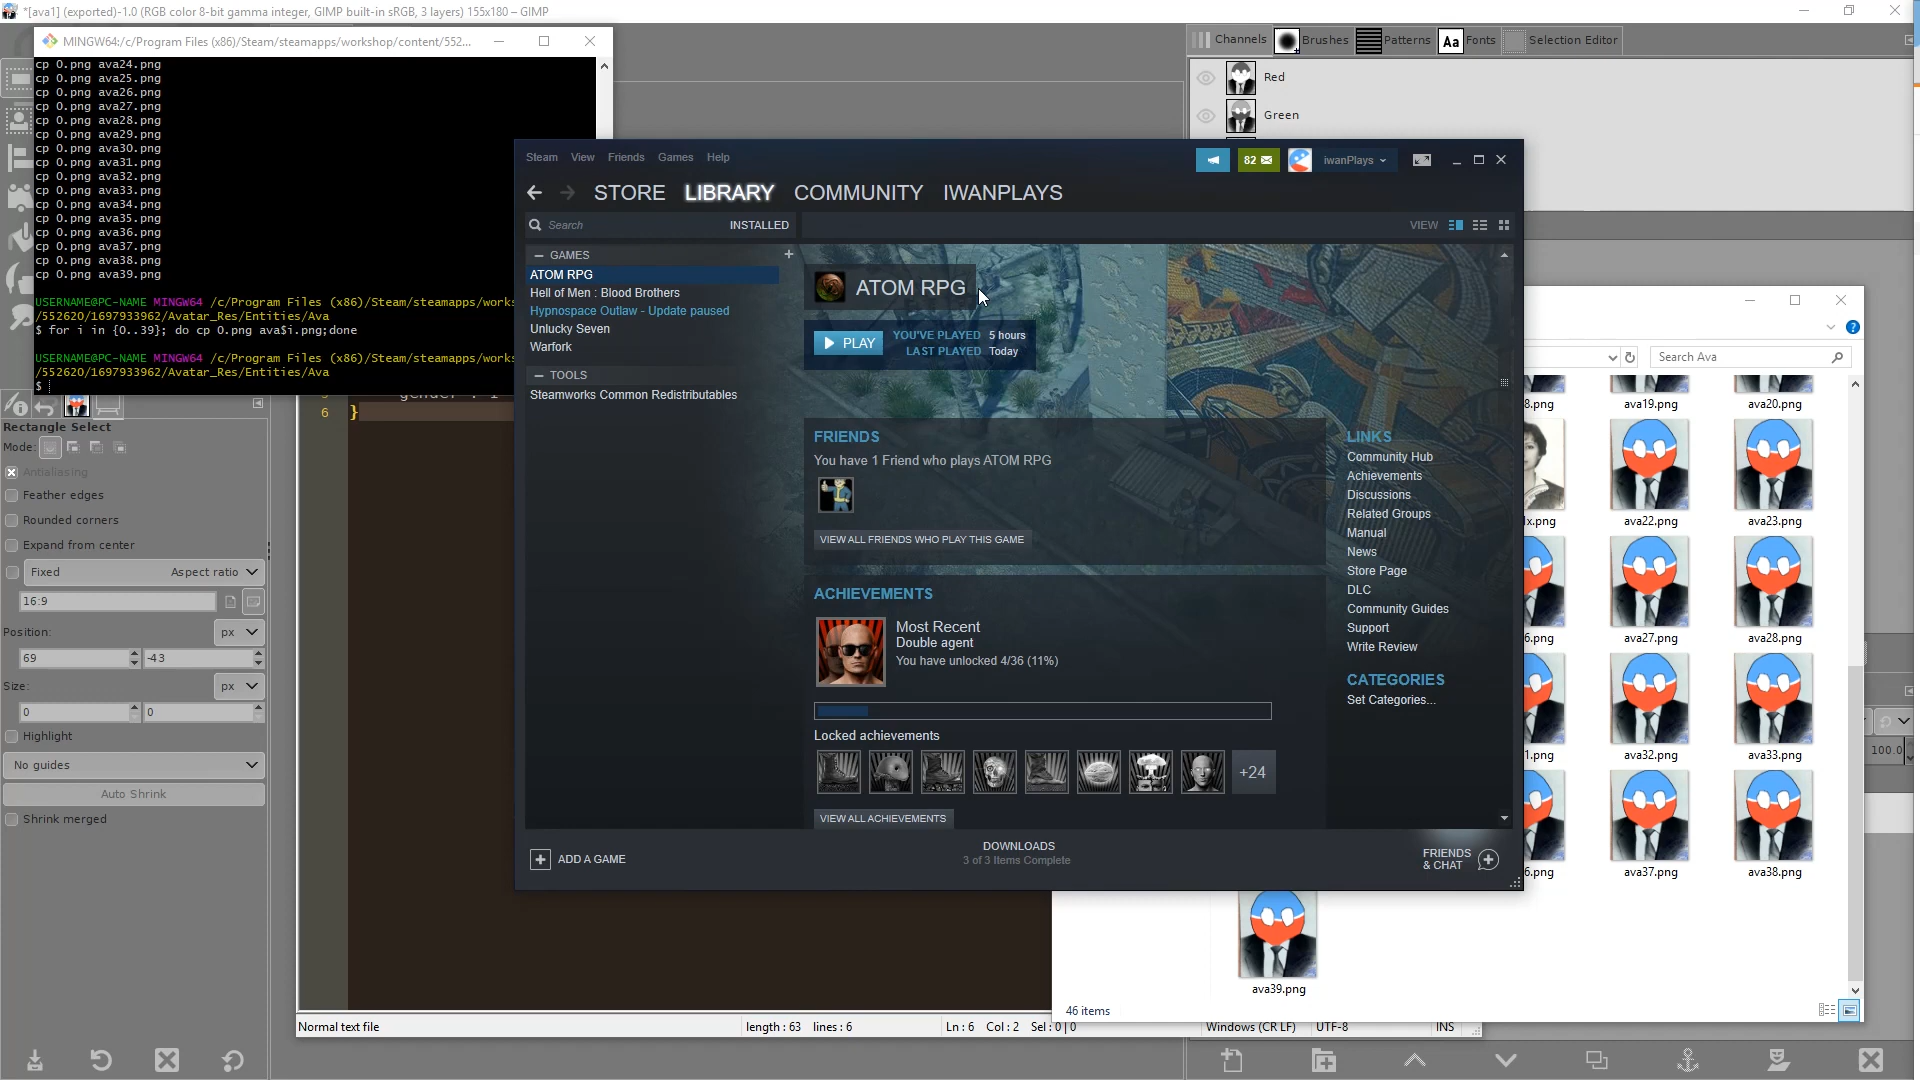 *[ava1] (exported)-1.0 (RGB color 8-bit gamma integer, GIMP built-in sRGB, 3 layers) 155x180 – GIMP
MINGW64:/c/Program Files (x86)/Steam/steamapps/workshop/content/552...
cp 0.png ava24.png
cp 0.png ava25.png
cp 0.png ava26.png
cp 0.png ava27.png
cp 0.png ava28.png
cp 0.png ava29.png
cp 0.png ava30.png
cp 0.png ava31.png
cp 0.png ava32.png
cp 0.png ava33.png
cp 0.png ava34.png
cp 0.png ava35.png
cp 0.png ava36.png
cp 0.png ava37.png
cp 0.png ava38.png
cp 0.png ava39.png
USERNAME@PC-NAME MINGW64 /c/Program Files (x86)/Steam/steamapps/works
/552620/1697933962/Avatar_Res/Entities/Ava
$ for i in {0..39}; do cp 0.png ava$i.png;done
USERNAME@PC-NAME MINGW64 /c/Program Files (x86)/Steam/steamapps/works
/552620/1697933962/Avatar_Res/Entities/Ava
$
Channels Brushes Patterns Aa Fonts Selection Editor
Red
Green
Rectangle Select
Mode:
Antialiasing
Feather edges
Rounded corners
Expand from center
Fixed Aspect ratio
16:9
Position: px
69 -43
Size: px
0 0
Highlight
No guides
Auto Shrink
Shrink merged
6 }
Steam View Friends Games Help
82 iwanPlays
STORE LIBRARY COMMUNITY IWANPLAYS
Search INSTALLED VIEW
GAMES +
ATOM RPG
Hell of Men : Blood Brothers
Hypnospace Outlaw - Update paused
Unlucky Seven
Warfork
TOOLS
Steamworks Common Redistributables
ATOM RPG
PLAY
YOU'VE PLAYED 5 hours
LAST PLAYED Today
FRIENDS
You have 1 Friend who plays ATOM RPG
VIEW ALL FRIENDS WHO PLAY THIS GAME
ACHIEVEMENTS
Most Recent
Double agent
You have unlocked 4/36 (11%)
Locked achievements
+24
VIEW ALL ACHIEVEMENTS
LINKS
Community Hub
Achievements
Discussions
Related Groups
Manual
News
Store Page
DLC
Community Guides
Support
Write Review
CATEGORIES
Set Categories...
ADD A GAME
DOWNLOADS
3 of 3 Items Complete
FRIENDS
& CHAT
Search Ava
8.png ava19.png ava20.png
x.png ava22.png ava23.png
6.png ava27.png ava28.png
1.png ava32.png ava33.png
6.png ava37.png ava38.png
ava39.png
46 items
100.0
Normal text file length : 63 lines : 6 Ln : 6 Col : 2 Sel : 0 | 0 Windows (CR LF) UTF-8 INS